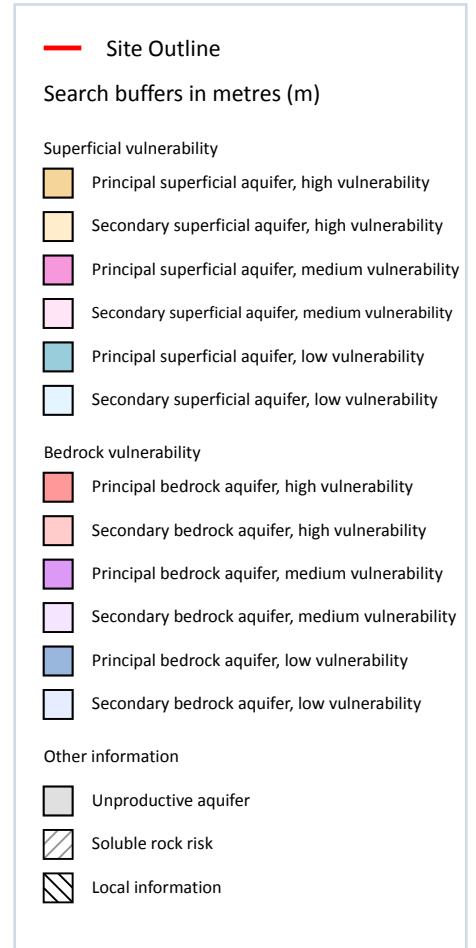 Site Outline
Search buffers in metres (m)
Superficial vulnerability
Principal superficial aquifer, high vulnerability
Secondary superficial aquifer, high vulnerability
Principal superficial aquifer, medium vulnerability
Secondary superficial aquifer, medium vulnerability
Principal superficial aquifer, low vulnerability
Secondary superficial aquifer, low vulnerability
Bedrock vulnerability
Principal bedrock aquifer, high vulnerability
Secondary bedrock aquifer, high vulnerability
Principal bedrock aquifer, medium vulnerability
Secondary bedrock aquifer, medium vulnerability
Principal bedrock aquifer, low vulnerability
Secondary bedrock aquifer, low vulnerability
Other information
Unproductive aquifer
Soluble rock risk
Local information